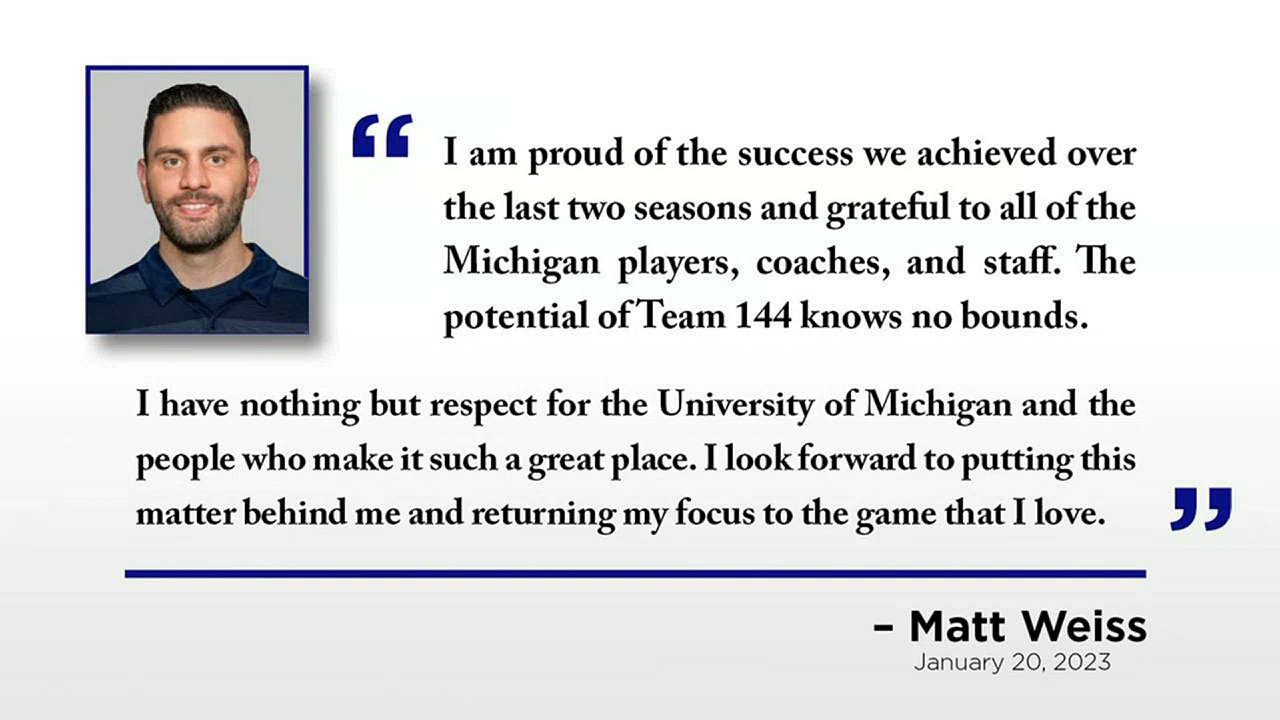 “ I am proud of the success we achieved over
the last two seasons and grateful to all of the
Michigan players, coaches, and staff. The
potential of Team 144 knows no bounds.
I have nothing but respect for the University of Michigan and the
people who make it such a great place. I look forward to putting this
matter behind me and returning my focus to the game that I love. ”
– Matt Weiss
January 20, 2023